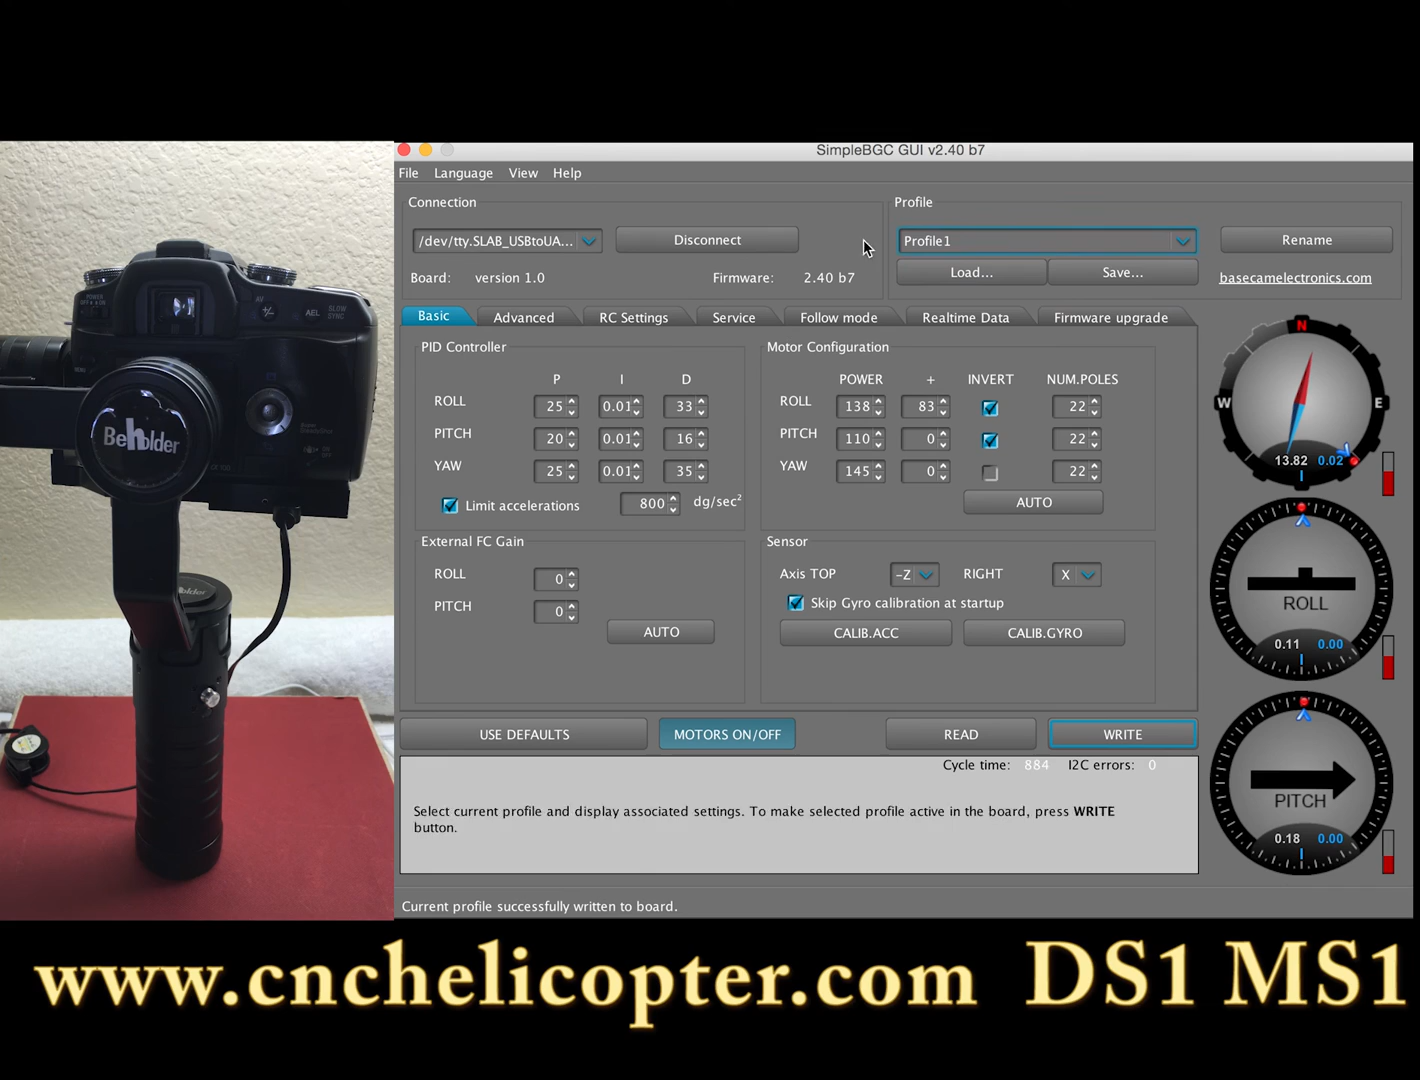 SimpleBGC GUI v2.40 b7
File Language View Help
Connection
/dev/tty.SLAB_USBtoUA...
Disconnect
Board: version 1.0 Firmware: 2.40 b7
Profile
Profile1
Rename
Load... Save...
basecamelectronics.com
Basic Advanced RC Settings Service Follow mode Realtime Data Firmware upgrade
PID Controller
P I D
ROLL 25 0.01 33
PITCH 20 0.01 16
YAW 25 0.01 35
Limit accelerations 800 dg/sec²
Motor Configuration
POWER + INVERT NUM.POLES
ROLL 138 83 22
PITCH 110 0 22
YAW 145 0 22
AUTO
External FC Gain
ROLL 0
PITCH 0
AUTO
Sensor
Axis TOP -Z RIGHT X
Skip Gyro calibration at startup
CALIB.ACC CALIB.GYRO
N
W E
13.82 0.02
ROLL
0.11 0.00
PITCH
0.18 0.00
USE DEFAULTS MOTORS ON/OFF READ WRITE
Cycle time: 884 I2C errors: 0
Select current profile and display associated settings. To make selected profile active in the board, press WRITE
button.
Current profile successfully written to board.
POWER
OFF ON
AV
+/-
AEL
SLOW
SYNC
MENU
Beholder
www.cnchelicopter.com DS1 MS1